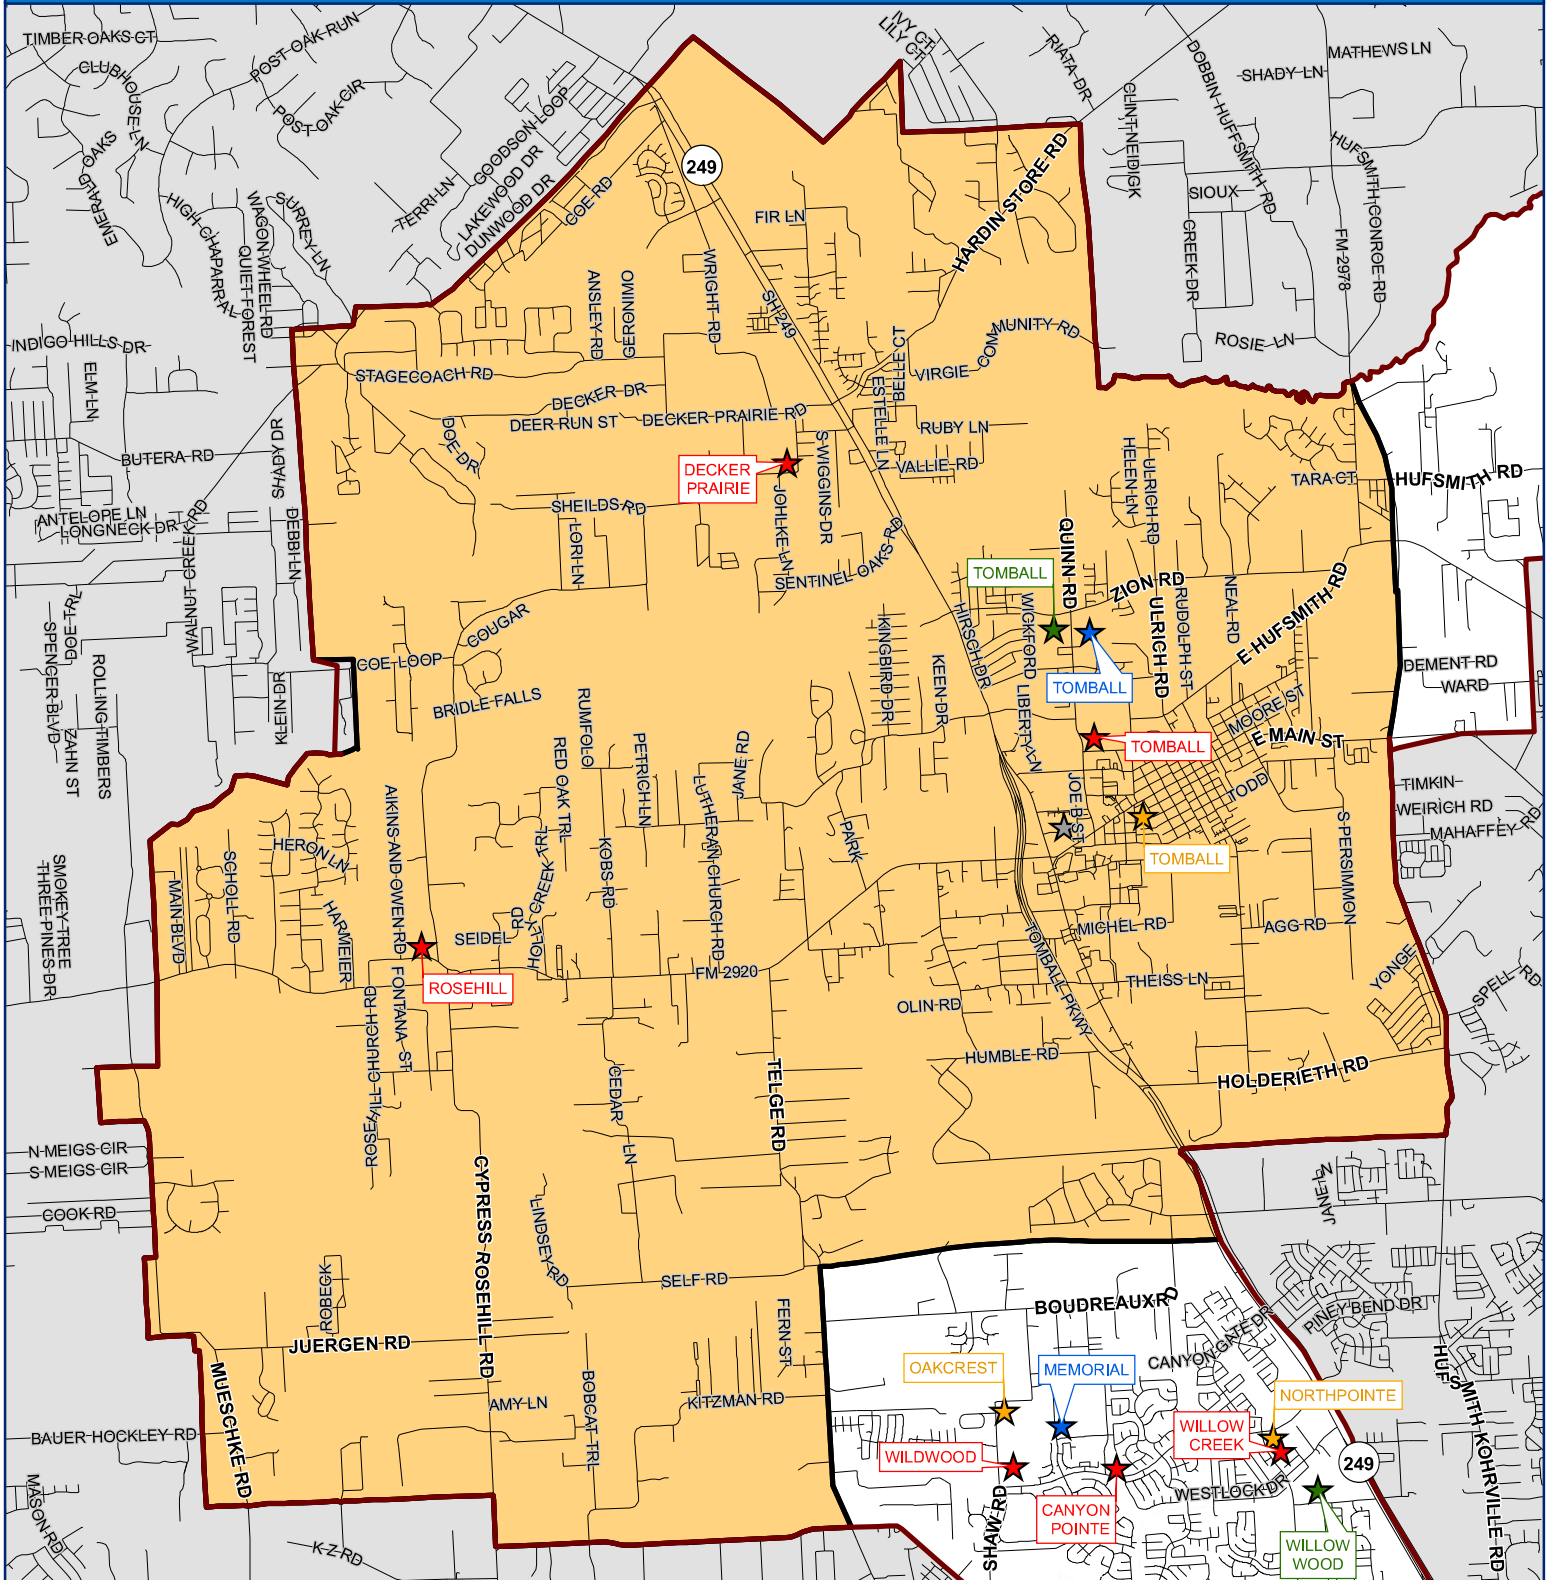 TIMBER OAKS CT
CLUBHOUSE LN
POST OAK RUN
POST OAK CIR
EMERALD OAKS
HIGH CHAPARRAL
WAGON WHEEL RD
QUIET FOREST
SURREY LN
TERRI LN
GOODSON LOOP
LAKEWOOD DR
DUNWOOD DR
COE RD
249
FIR LN
IVY CT
LILY CT
RIATA DR
CLINT NEIDIGK
DOBBIN HUFFSMITH RD
SHADY LN
MATHEWS LN
HUFSMITH CONROE RD
SIOUX
CREEK DR
FM 2978
ROSIE LN
HARDIN STORE RD
INDIGO HILLS DR
ELM LN
BUTERA RD
SHADY DR
ANTELOPE LN
LONGNECK DR
WALNUT CREEK RD
DEBBI LN
ANSLEY RD
GERONIMO
WRIGHT RD
SH 249
STAGECOACH RD
DECKER DR
DEER RUN ST
DECKER PRAIRIE RD
DOE DR
BELLE CT
ESTELLE LN
VIRGIE COMMUNITY RD
RUBY LN
VALLIE RD
S WIGGINS DR
DECKER
PRAIRIE
JOHLKE LN
SHEILDS RD
LORI LN
SENTINEL OAKS RD
HELEN LN
ULRICH RD
TARA CT
HUFSMITH RD
QUINN RD
ZION RD
TOMBALL
WICKFORD
HIRSCH DR
ULRICH RD
RUDOLPH ST
NEAL RD
E HUFSMITH RD
TOMBALL
DOE TRL
SPENCER BLVD
ZAHN ST
ROLLING TIMBERS
KLEIN DR
COE LOOP
COUGAR
BRIDLE FALLS
KINGBIRD DR
KEEN DR
LIBERTY LN
MOORE ST
E MAIN ST
DEMENT RD
WARD
TOMBALL
RUMFOLO
RED OAK TRL
PETRICH LN
JANE RD
LUTHERAN CHURCH RD
KOBS RD
HOLLY CREEK TRL
PARK
JOE B ST
TODD
TOMBALL
S PERSIMMON
TIMKIN
WEIRICH RD
MAHAFFEY RD
SMOKEY TREE
THREE PINES DR
MAIN BLVD
SCHOLL RD
HERON LN
HARMEIER
AIKINS AND OWEN RD
SEIDEL RD
ROSEHILL
FM 2920
MICHEL RD
AGG RD
YONGE
SPELL RD
THEISS LN
TOMBALL PKWY
OLIN RD
HUMBLE RD
HOLDERIETH RD
FONTANA ST
ROSEHILL CHURCH RD
CEDAR LN
TELGE RD
N MEIGS CIR
S MEIGS CIR
COOK RD
CYPRESS ROSEHILL RD
LINDSEY RD
SELF RD
JANE LN
ROBECK
JUERGEN RD
FERN ST
BOUDREAUX RD
PINEY BEND DR
CANYON GATE DR
MUESCHKE RD
BAUER HOCKLEY RD
MASON RD
K Z RD
AMY LN
BOBCAT TRL
KITZMAN RD
OAKCREST
MEMORIAL
NORTHPOINTE
WILLOW
CREEK
WILDWOOD
249
WESTLOCK DR
CANYON
POINTE
SHAW RD
WILLOW
WOOD
HUFSMITH KOHRVILLE RD